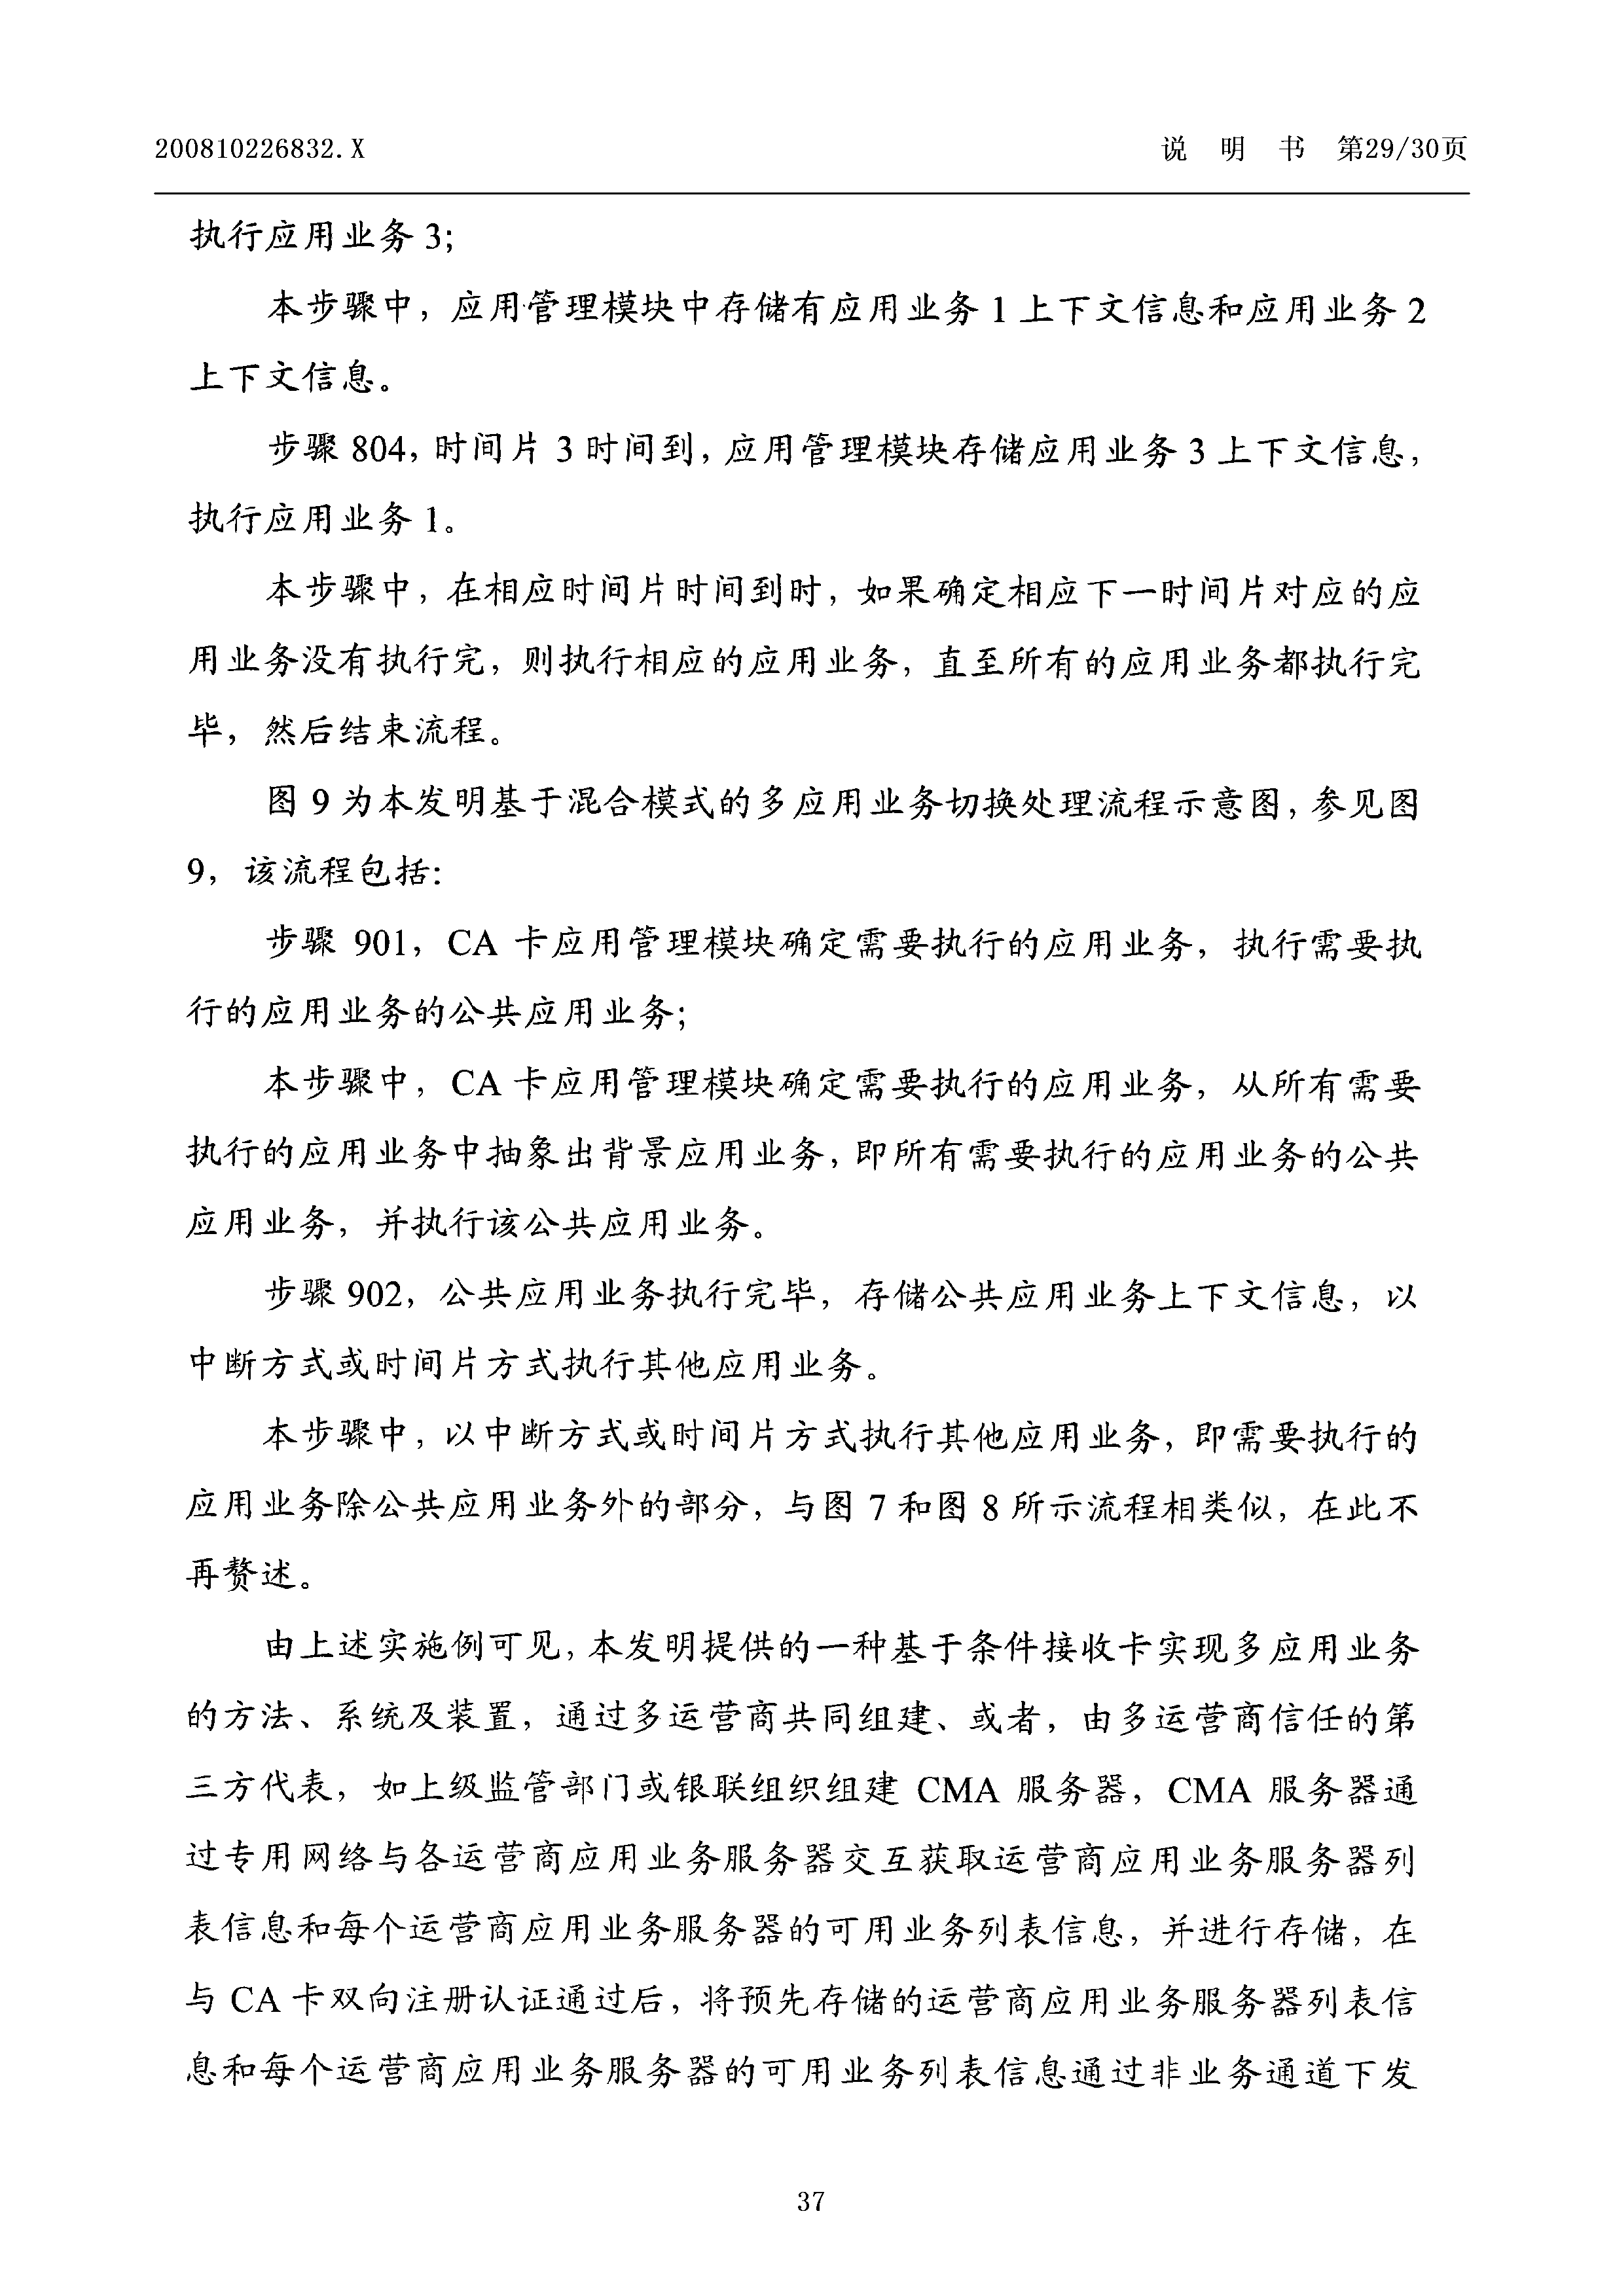 200810226832.X 说 明 书 第29/30页
执行应用业务 3;
本步骤中，应用管理模块中存储有应用业务 1 上下文信息和应用业务 2
上下文信息。
步骤 804，时间片 3 时间到，应用管理模块存储应用业务 3 上下文信息，
执行应用业务 1。
本步骤中，在相应时间片时间到时，如果确定相应下一时间片对应的应
用业务没有执行完，则执行相应的应用业务，直至所有的应用业务都执行完
毕，然后结束流程。
图 9 为本发明基于混合模式的多应用业务切换处理流程示意图，参见图
9，该流程包括:
步骤 901，CA 卡应用管理模块确定需要执行的应用业务，执行需要执
行的应用业务的公共应用业务;
本步骤中，CA 卡应用管理模块确定需要执行的应用业务，从所有需要
执行的应用业务中抽象出背景应用业务，即所有需要执行的应用业务的公共
应用业务，并执行该公共应用业务。
步骤 902，公共应用业务执行完毕，存储公共应用业务上下文信息，以
中断方式或时间片方式执行其他应用业务。
本步骤中，以中断方式或时间片方式执行其他应用业务，即需要执行的
应用业务除公共应用业务外的部分，与图 7 和图 8 所示流程相类似，在此不
再赘述。
由上述实施例可见，本发明提供的一种基于条件接收卡实现多应用业务
的方法、系统及装置，通过多运营商共同组建、或者，由多运营商信任的第
三方代表，如上级监管部门或银联组织组建 CMA 服务器，CMA 服务器通
过专用网络与各运营商应用业务服务器交互获取运营商应用业务服务器列
表信息和每个运营商应用业务服务器的可用业务列表信息，并进行存储，在
与 CA 卡双向注册认证通过后，将预先存储的运营商应用业务服务器列表信
息和每个运营商应用业务服务器的可用业务列表信息通过非业务通道下发
37